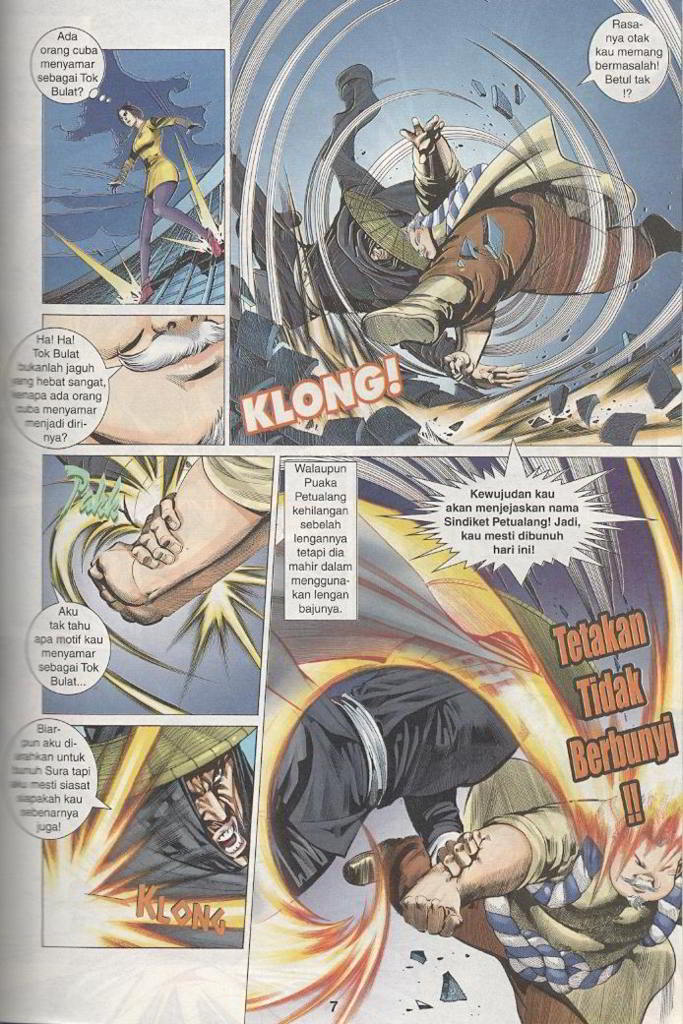 Ada
orang cuba
menyamar
sebagai Tok
Bulat?
Rasa-
nya otak
kau memang
bermasalah!
Betul tak
!?
KLONG!
Ha! Ha!
Tok Bulat
bukanlah jaguh
yang hebat sangat,
kenapa ada orang
cuba menyamar
menjadi diri-
nya?
Aku
tak tahu
apa motif kau
menyamar
sebagai Tok
Bulat...
Walaupun
Puaka
Petualang
kehilangan
sebelah
lengannya
tetapi dia
mahir dalam
mengguna-
kan lengan
bajunya.
Kewujudan kau
akan menjejaskan nama
Sindiket Petualang! Jadi,
kau mesti dibunuh
hari ini!
Tetakan
Tidak
Berbunyi
!!
Biar-
pun aku di-
arahkan untuk
bunuh Sura tapi
aku mesti siasat
siapakah kau
sebenarnya
juga!
KLONG
7